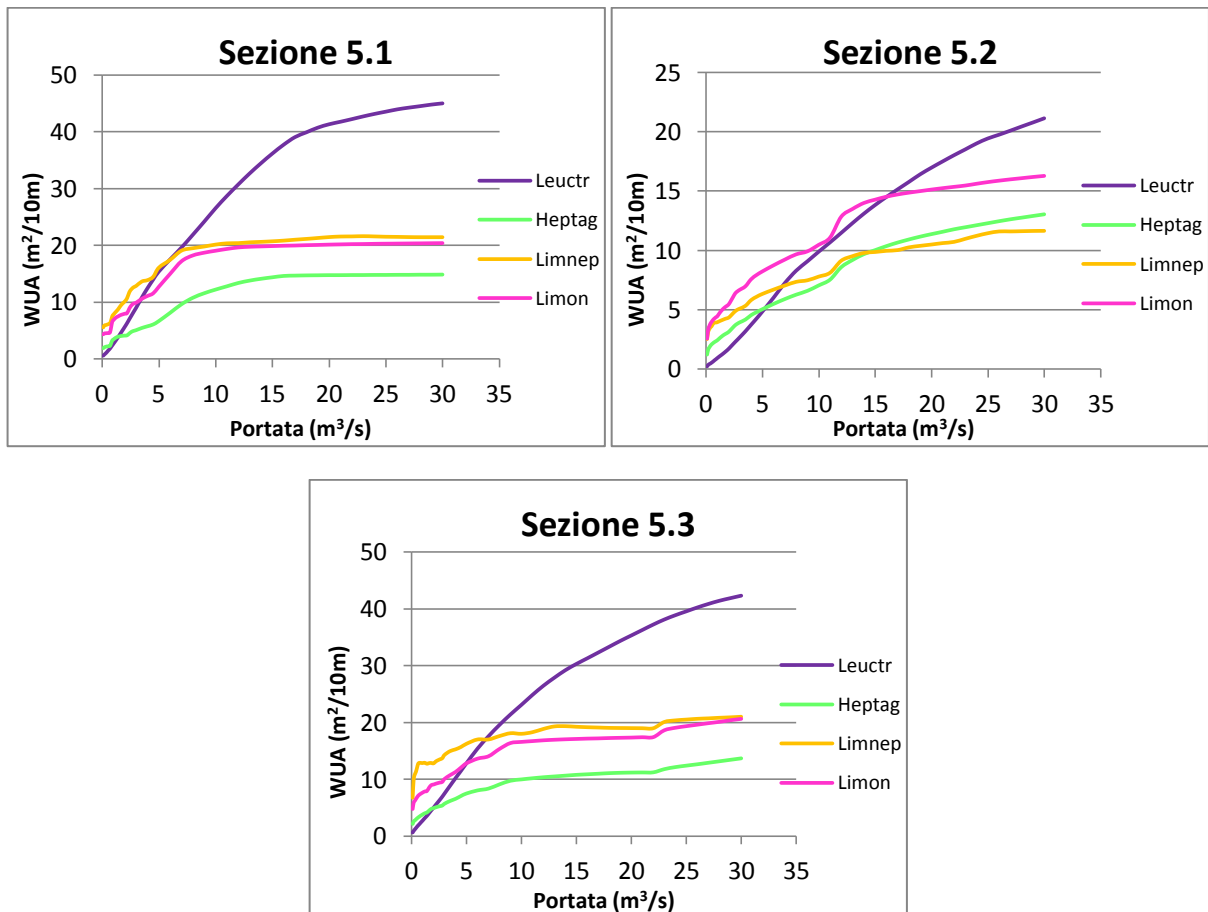 Sezione 5.1
WUA (m²/10m)
50
40
30
20
10
0
0 5 10 15 20 25 30 35
Portata (m³/s)
Leuctr
Heptag
Limnep
Limon
Sezione 5.2
WUA (m²/10m)
25
20
15
10
5
0
0 5 10 15 20 25 30 35
Portata (m³/s)
Leuctr
Heptag
Limnep
Limon
Sezione 5.3
WUA (m²/10m)
50
40
30
20
10
0
0 5 10 15 20 25 30 35
Portata (m³/s)
Leuctr
Heptag
Limnep
Limon